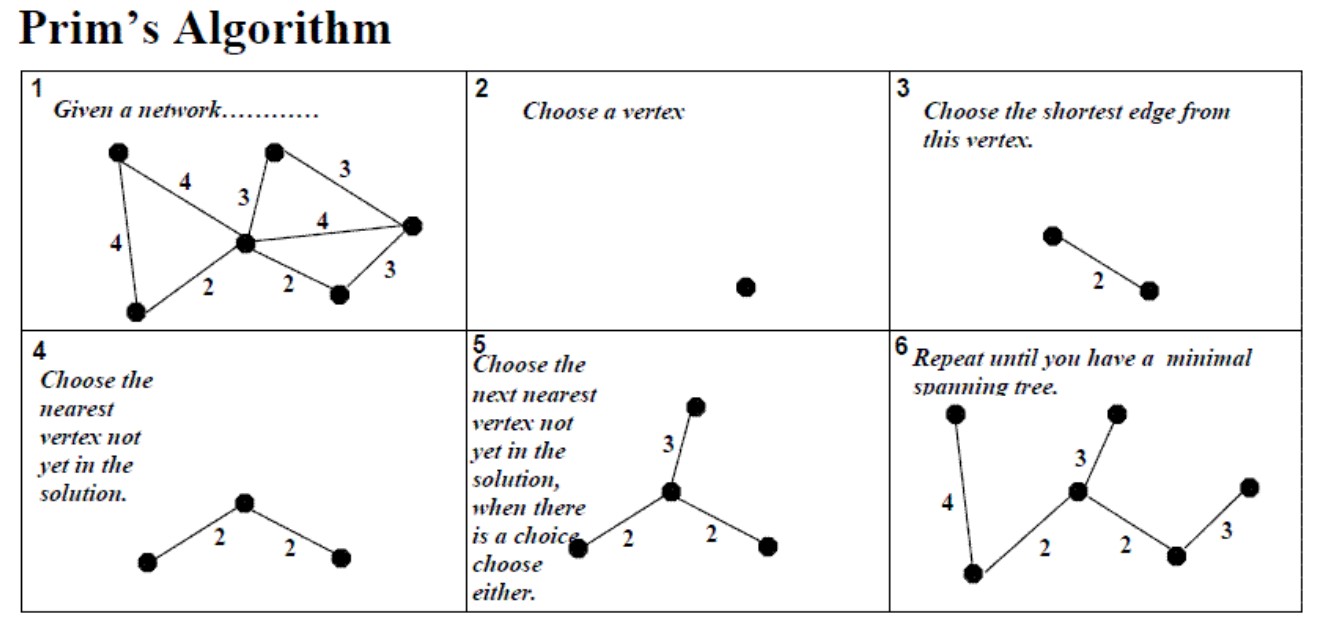 Prim's Algorithm
1
Given a network............
4
3
3
4
4
2
2
3
2
Choose a vertex
3
Choose the shortest edge from
this vertex.
2
4
Choose the
nearest
vertex not
yet in the
solution.
2
2
5
Choose the
next nearest
vertex not
yet in the
solution,
when there
is a choice
choose
either.
3
2
2
6
Repeat until you have a minimal
spanning tree.
4
3
2
2
3